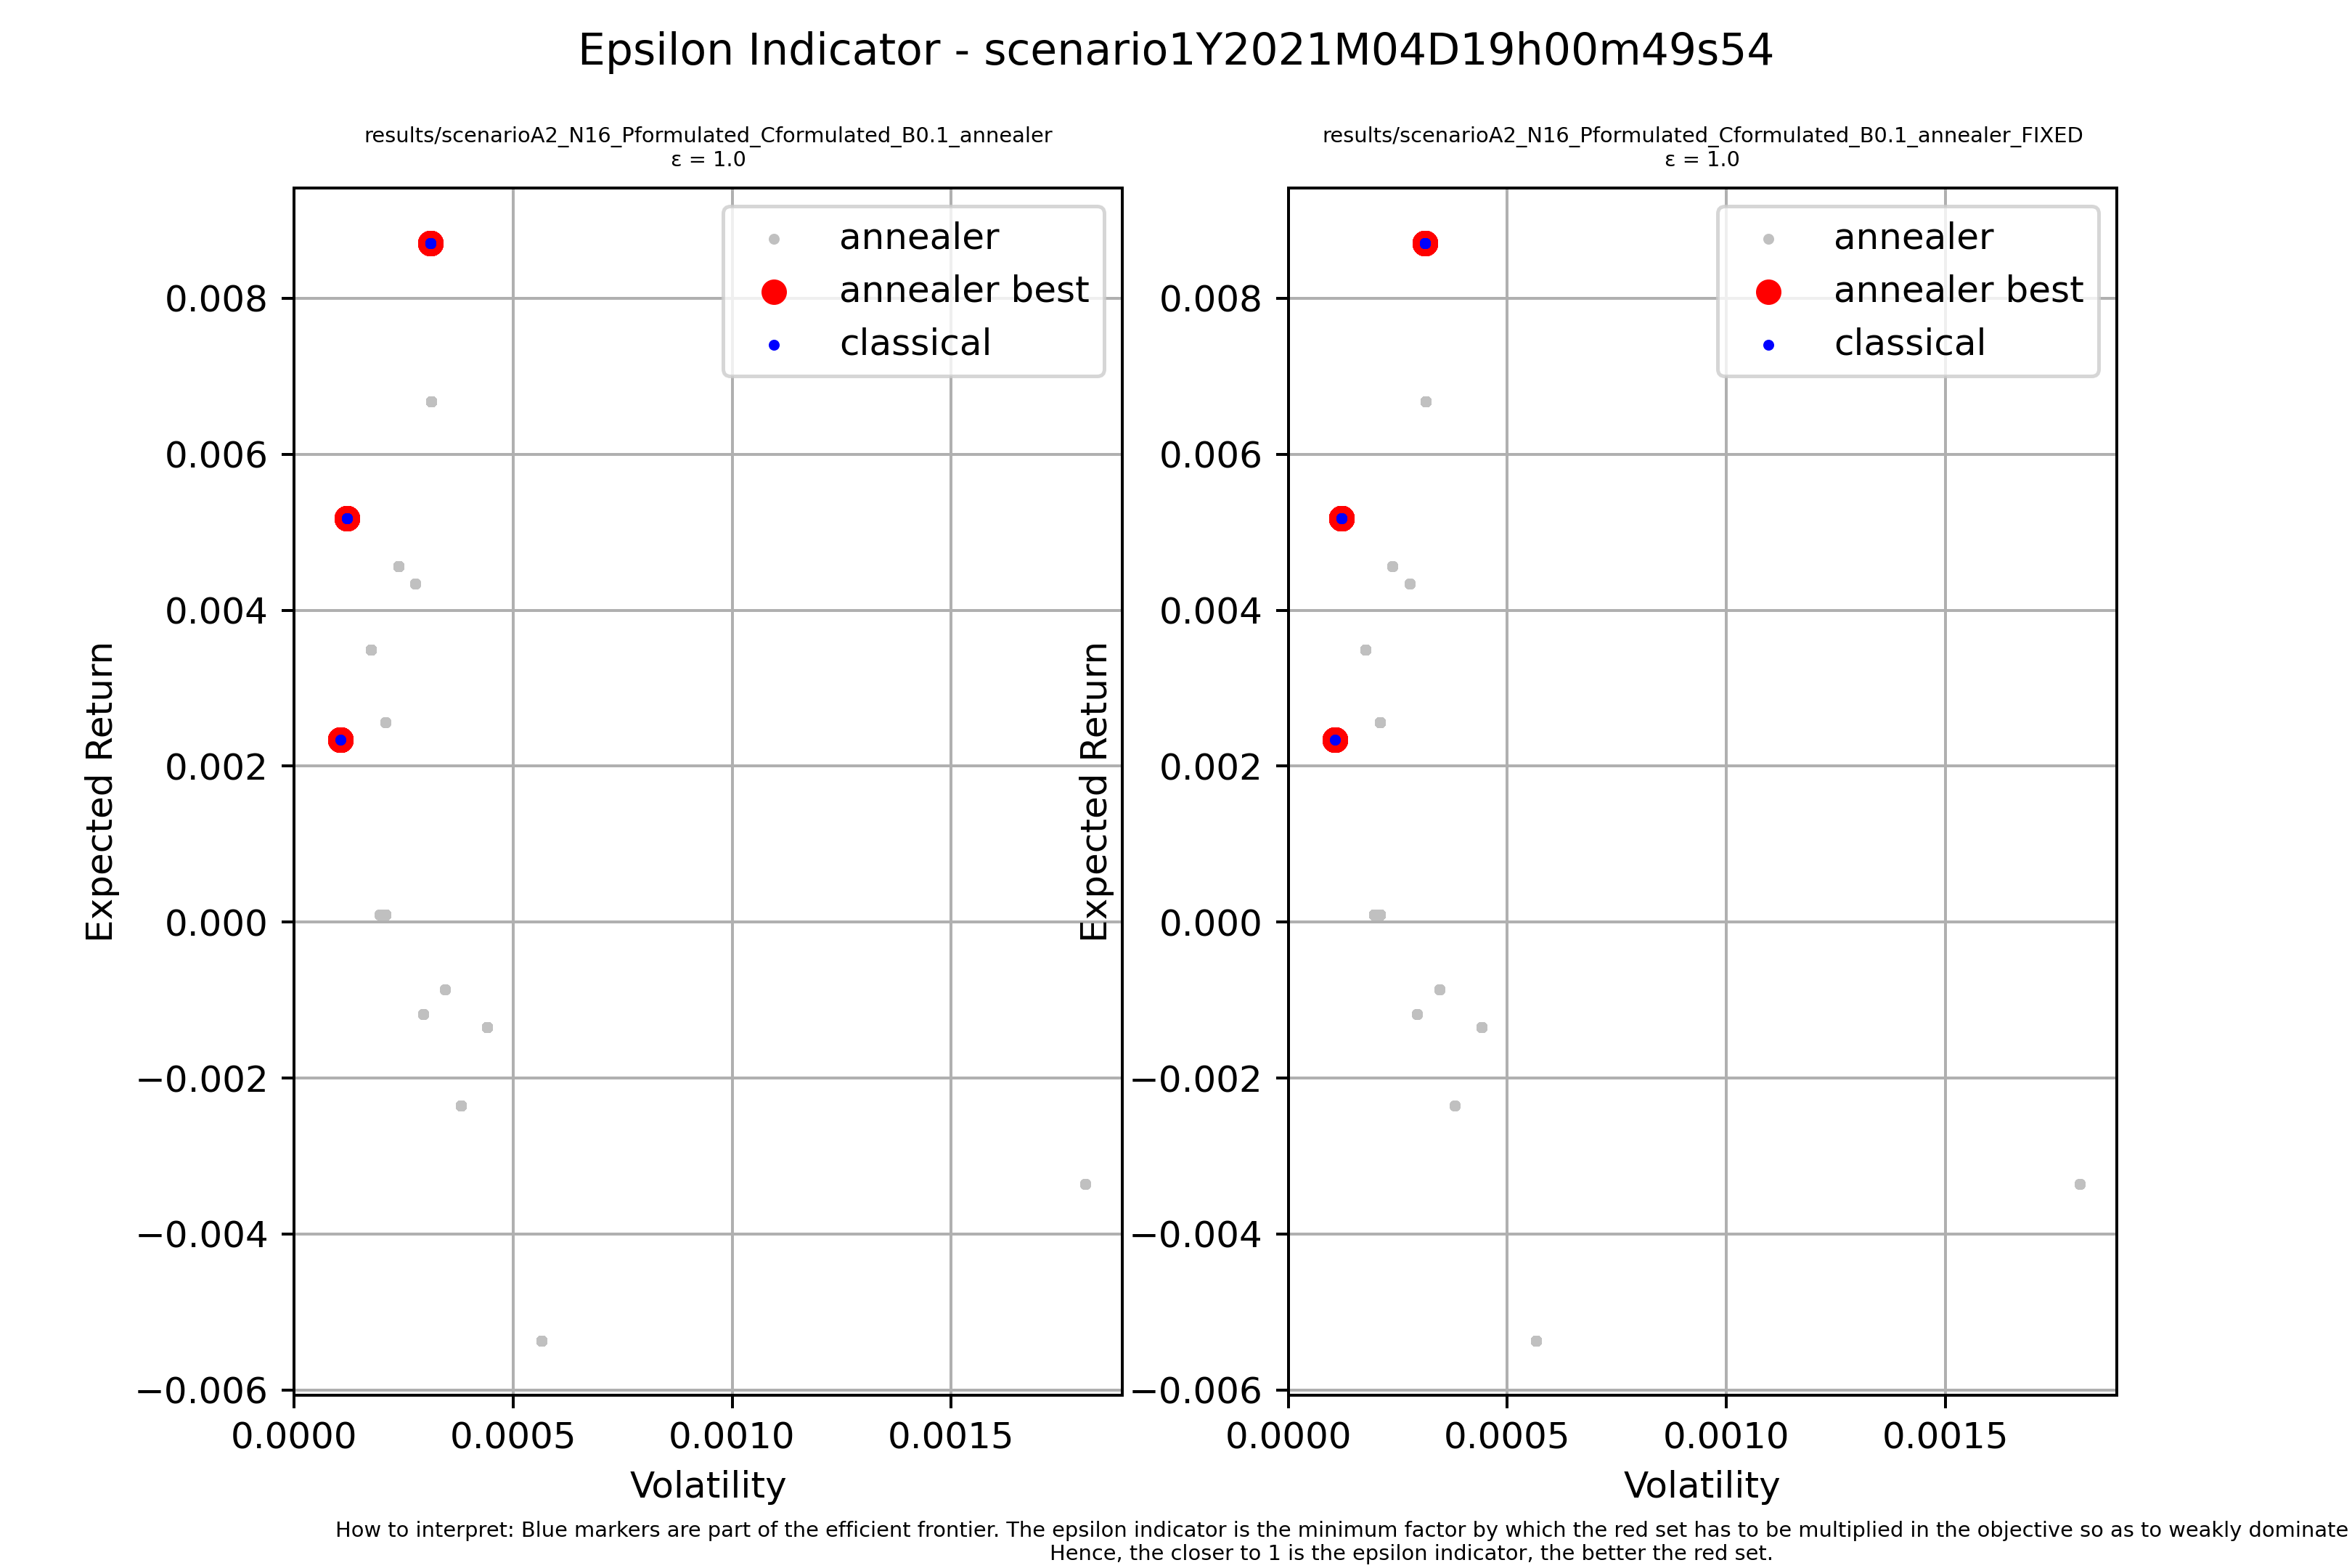 Epsilon Indicator - scenario1Y2021M04D19h00m49s54
results/scenarioA2_N16_Pformulated_Cformulated_B0.1_annealer
ε = 1.0
annealer
annealer best
classical
0.008
0.006
0.004
0.002
0.000
−0.002
−0.004
−0.006
Expected Return
0.0000 0.0005 0.0010 0.0015
Volatility
results/scenarioA2_N16_Pformulated_Cformulated_B0.1_annealer_FIXED
ε = 1.0
annealer
annealer best
classical
0.008
0.006
0.004
0.002
0.000
−0.002
−0.004
−0.006
Expected Return
0.0000 0.0005 0.0010 0.0015
Volatility
How to interpret: Blue markers are part of the efficient frontier. The epsilon indicator is the minimum factor by which the red set has to be multiplied in the objective so as to weakly dominate
Hence, the closer to 1 is the epsilon indicator, the better the red set.